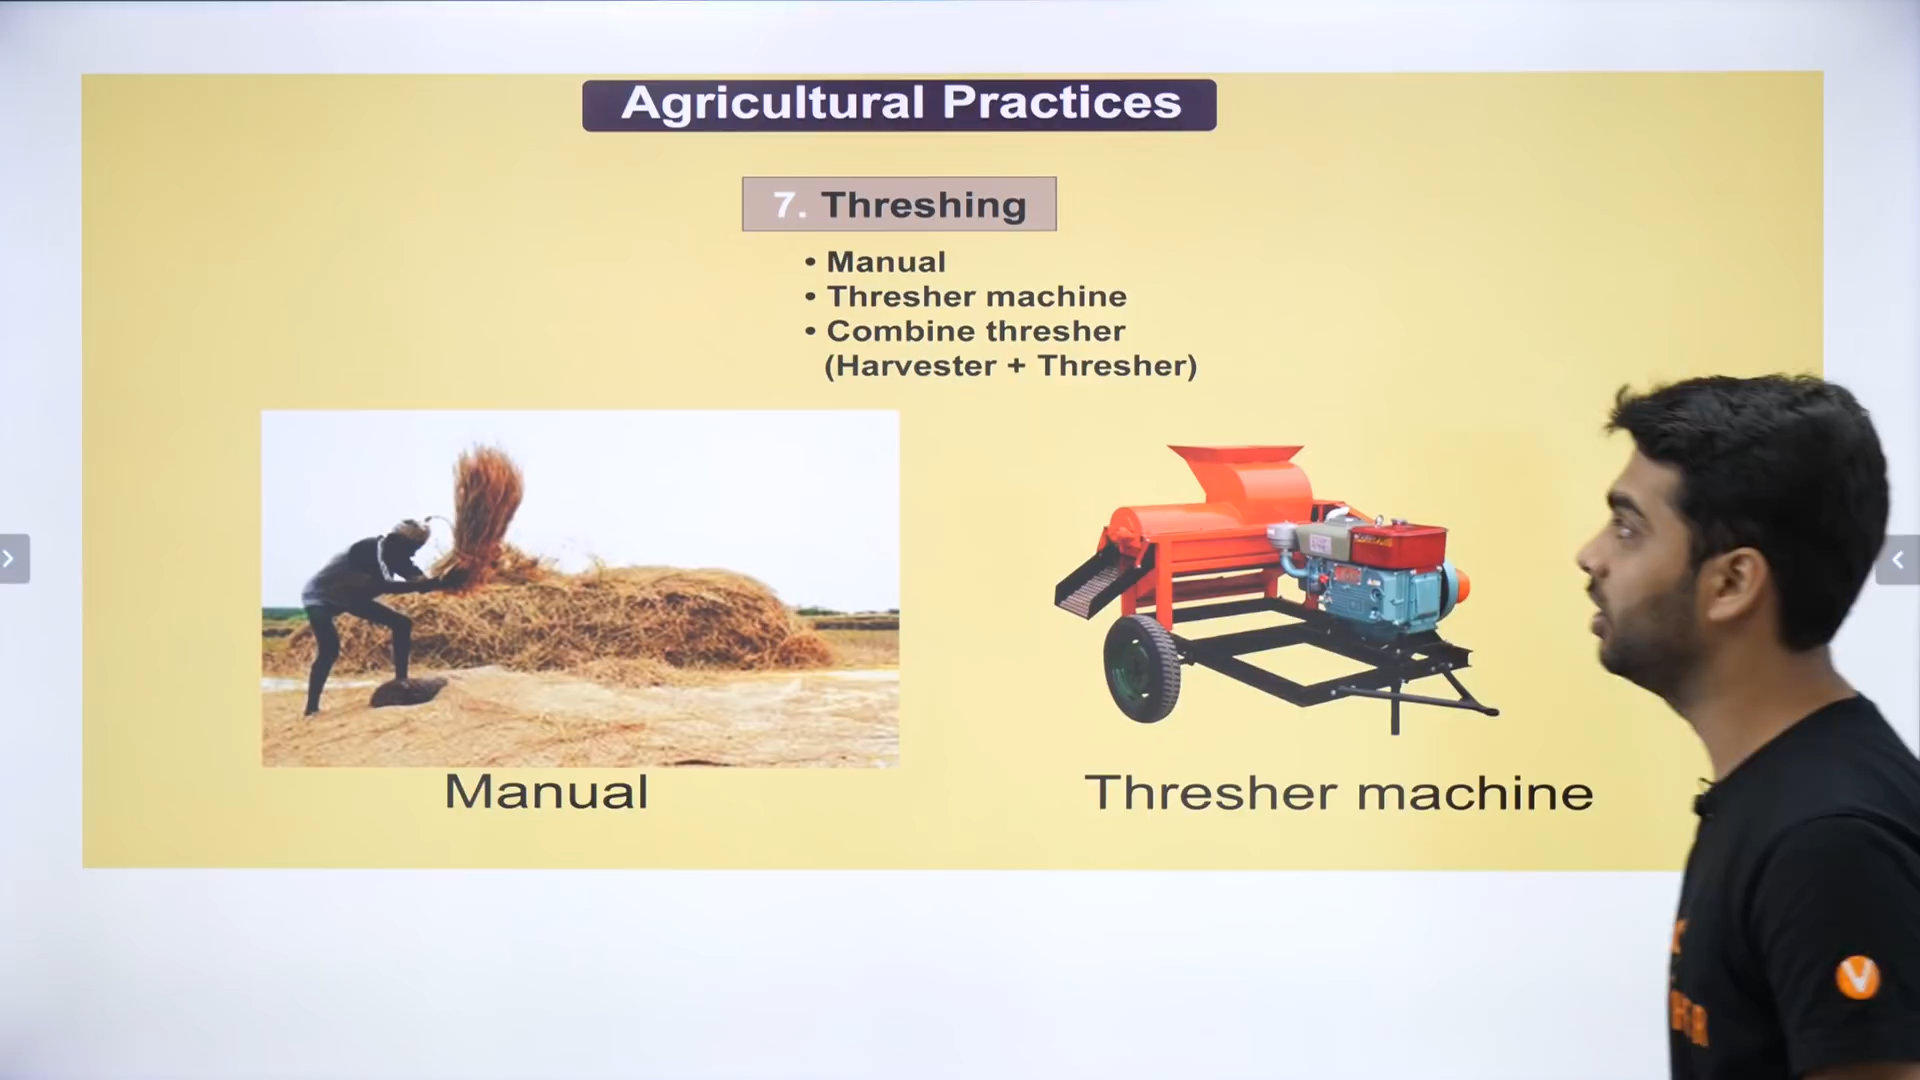 Agricultural Practices
7. Threshing
• Manual
• Thresher machine
• Combine thresher
(Harvester + Thresher)
Manual
Thresher machine
V